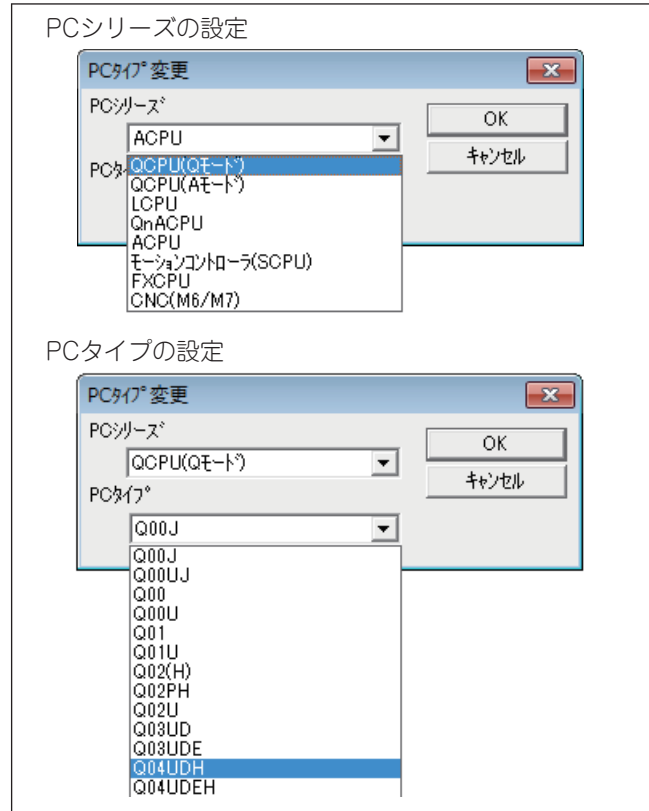 PCシリーズの設定
PCﾀｲﾌﾟ変更
PCｼﾘｰｽﾞ
OK
ACPU
ｷｬﾝｾﾙ
PCﾀ
QCPU(Qﾓｰﾄﾞ)
QCPU(Aﾓｰﾄﾞ)
LCPU
QnACPU
ACPU
ﾓｰｼｮﾝｺﾝﾄﾛｰﾗ(SCPU)
FXCPU
CNC(M6/M7)
PCタイプの設定
PCﾀｲﾌﾟ変更
PCｼﾘｰｽﾞ
OK
QCPU(Qﾓｰﾄﾞ)
ｷｬﾝｾﾙ
PCﾀｲﾌﾟ
Q00J
Q00J
Q00UJ
Q00
Q00U
Q01
Q01U
Q02(H)
Q02PH
Q02U
Q03UD
Q03UDE
Q04UDH
Q04UDEH